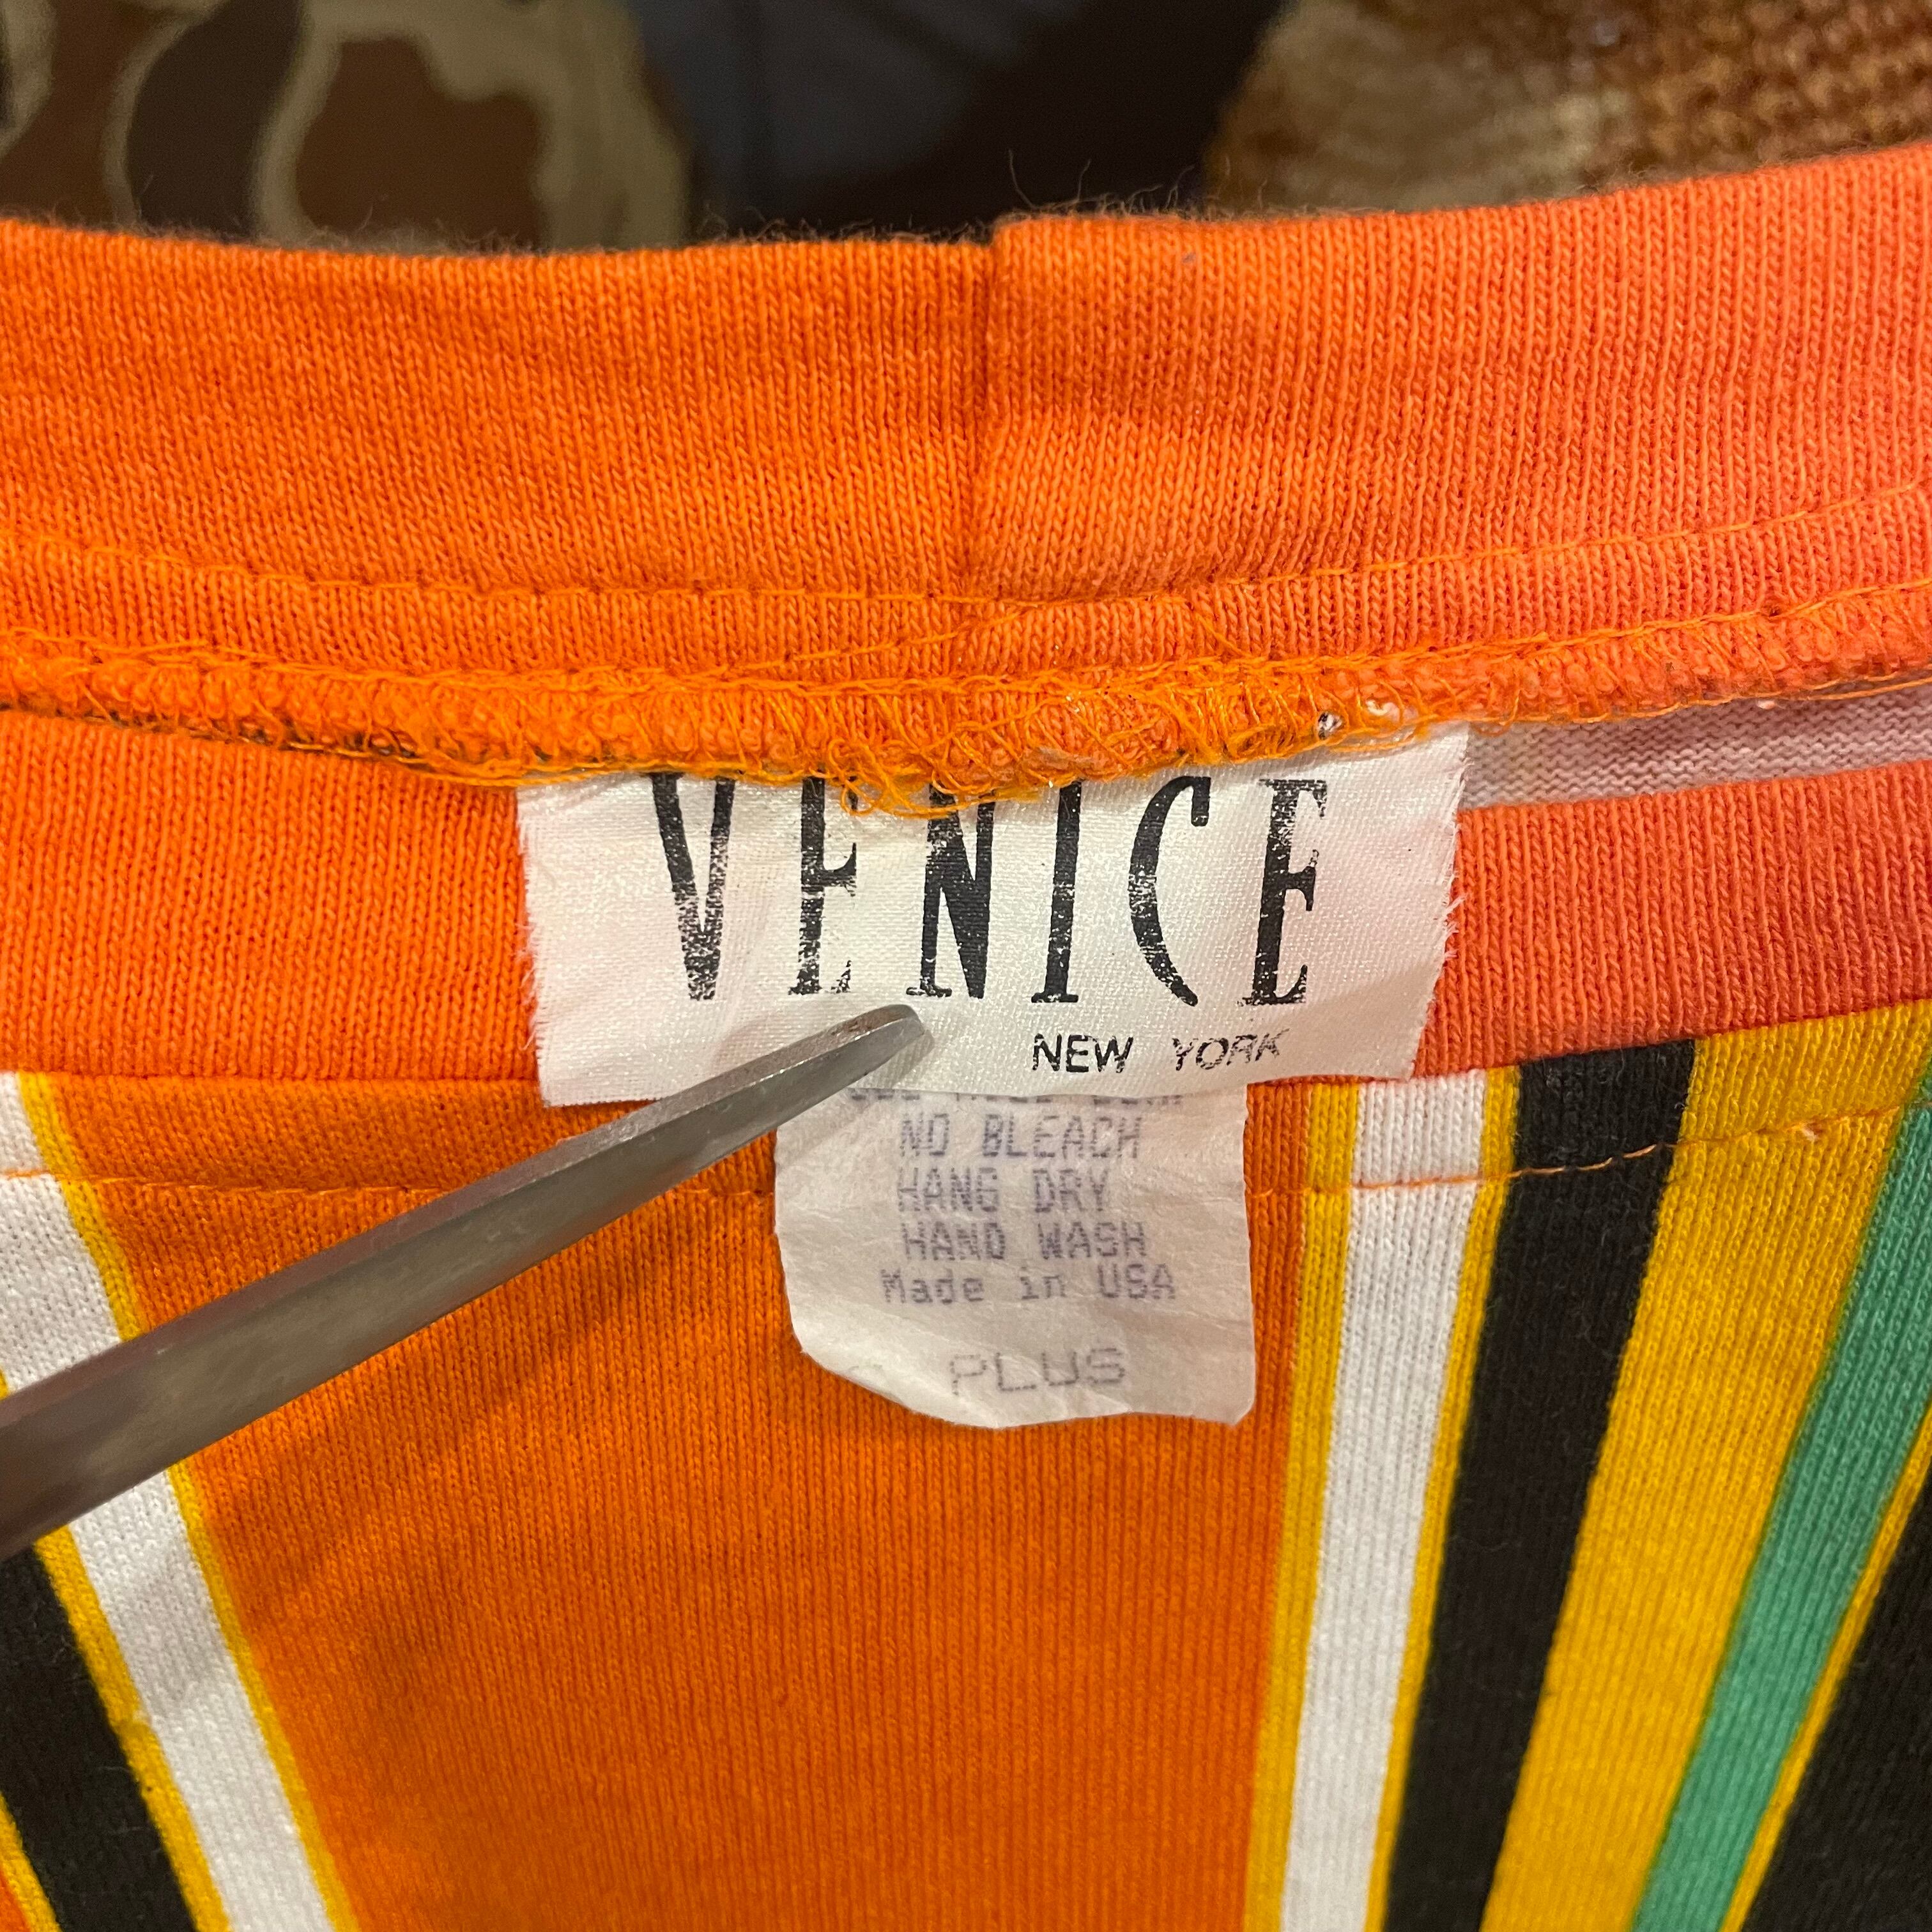 VENICE
NEW YORK
NO BLEACH
HANG DRY
HAND WASH
Made in USA
PLUS